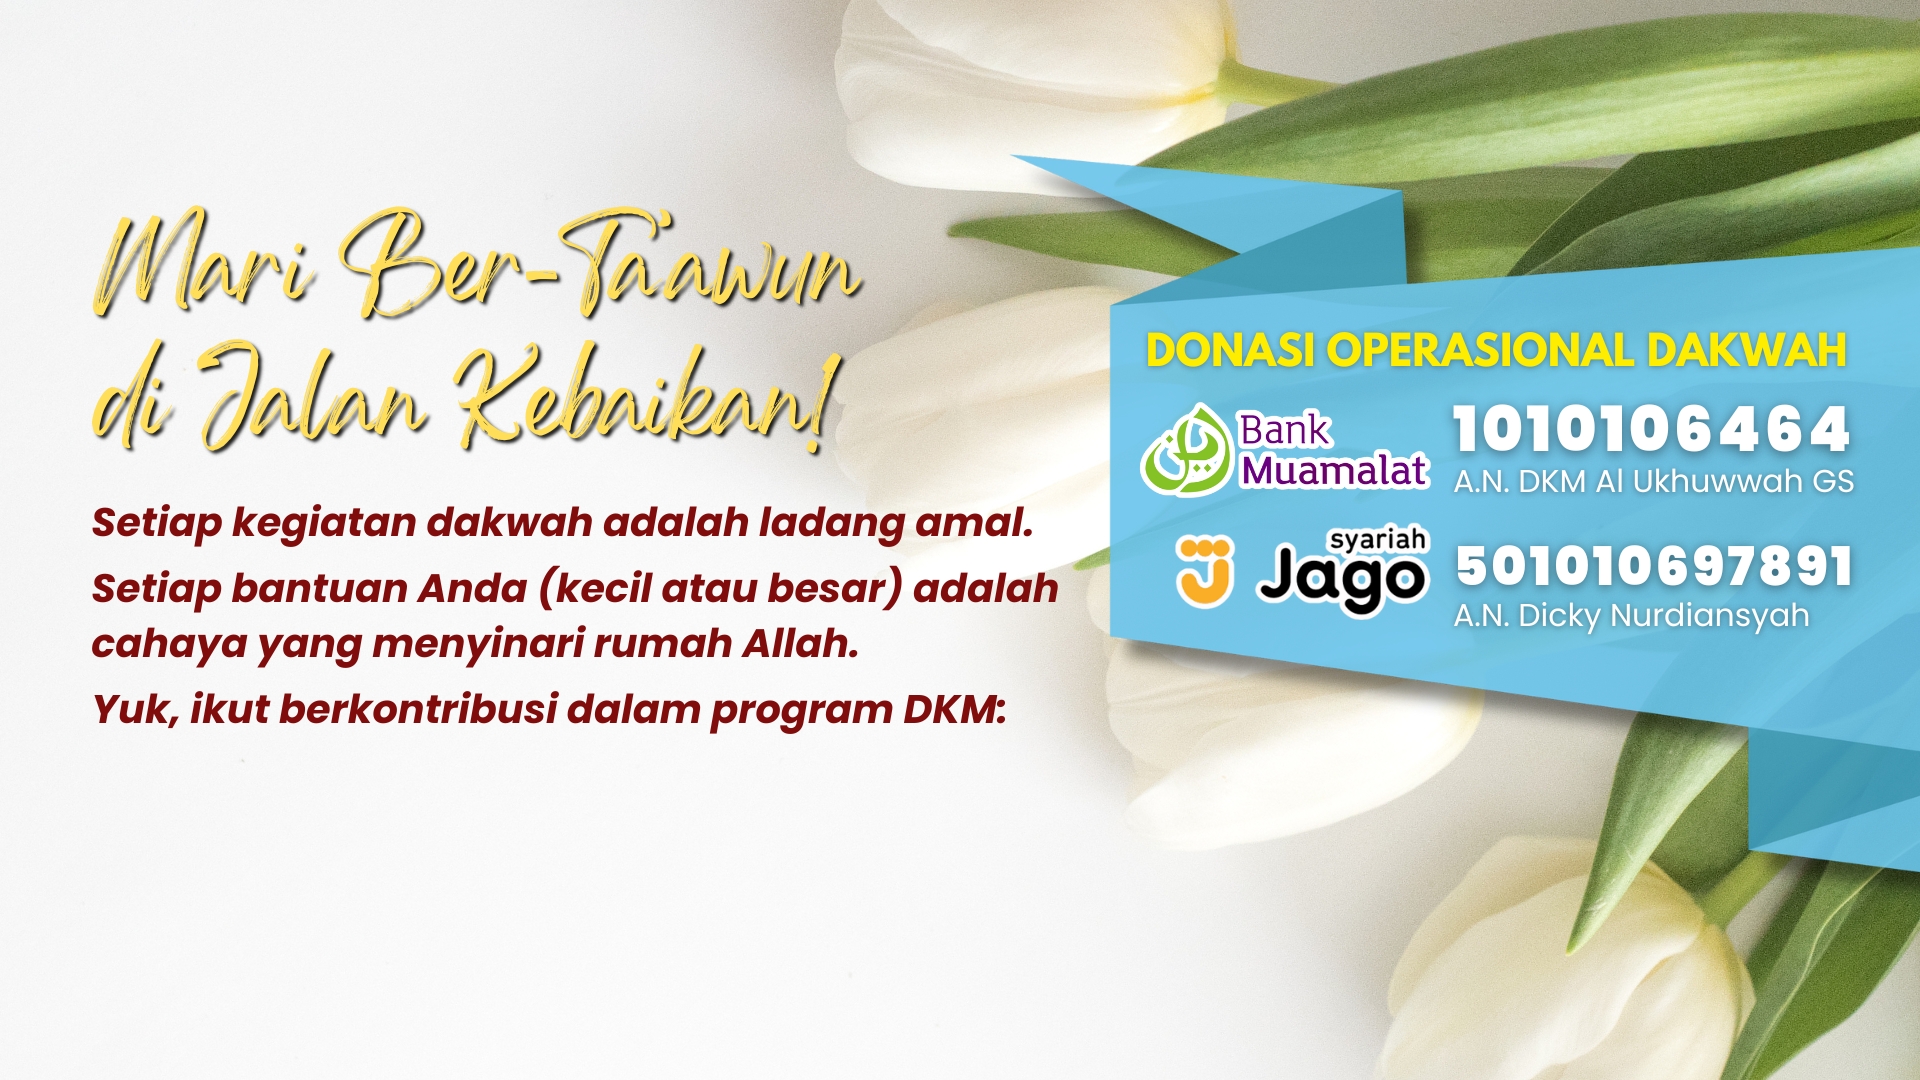 Mari Ber-Ta'awun
di Jalan Kebaikan!
Setiap kegiatan dakwah adalah ladang amal.
Setiap bantuan Anda (kecil atau besar) adalah
cahaya yang menyinari rumah Allah.
Yuk, ikut berkontribusi dalam program DKM:
DONASI OPERASIONAL DAKWAH
Bank
Muamalat
1010106464
A.N. DKM Al Ukhuwwah GS
syariah
Jago
501010697891
A.N. Dicky Nurdiansyah